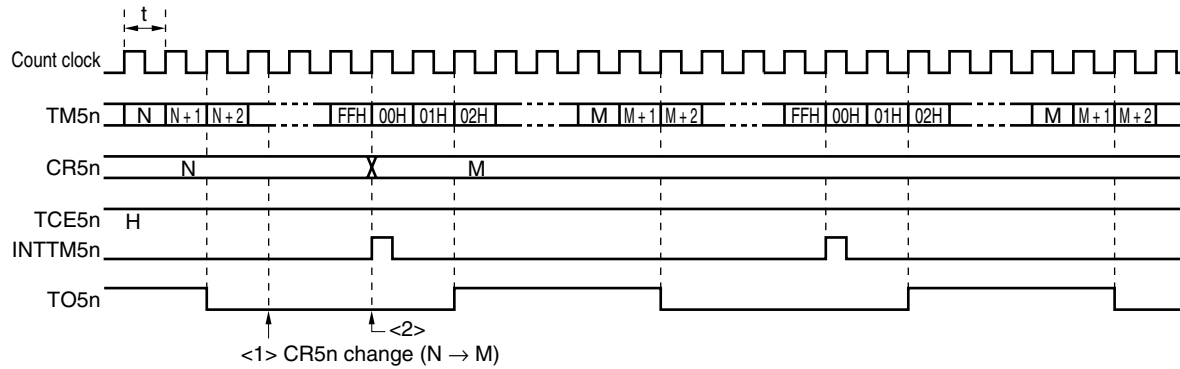 t
Count clock
TM5n N N + 1 N + 2 FFH 00H 01H 02H M M + 1 M + 2 FFH 00H 01H 02H M M + 1 M + 2
CR5n N M
TCE5n H
INTTM5n
TO5n
<2>
<1> CR5n change (N → M)